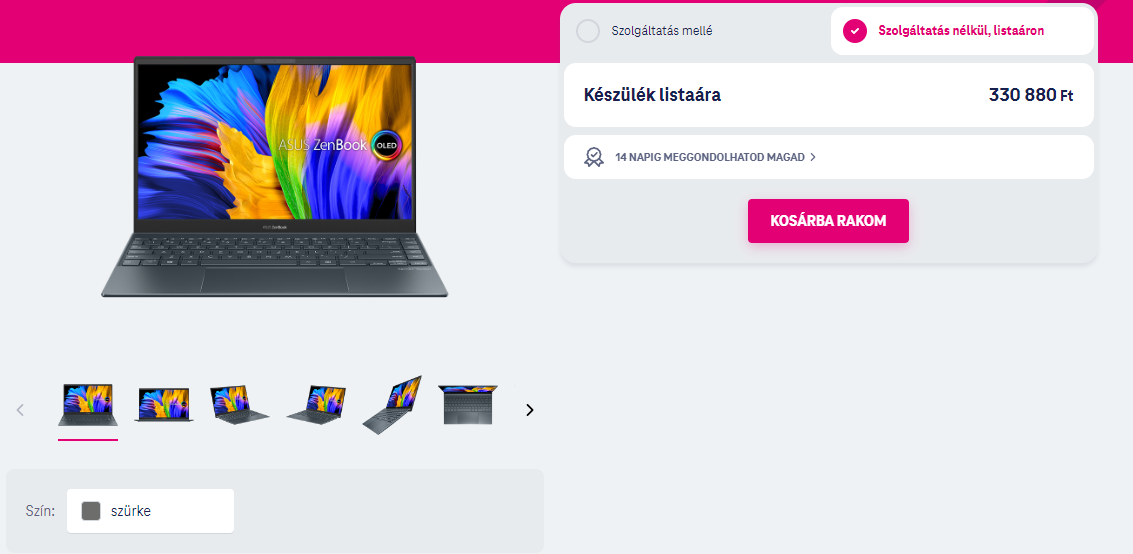 Szolgáltatás mellé
Szolgáltatás nélkül, listaáron
Készülék listaára
330 880 Ft
14 NAPIG MEGGONDOLHATOD MAGAD
KOSÁRBA RAKOM
ASUS ZenBook
OLED
Szín:
szürke